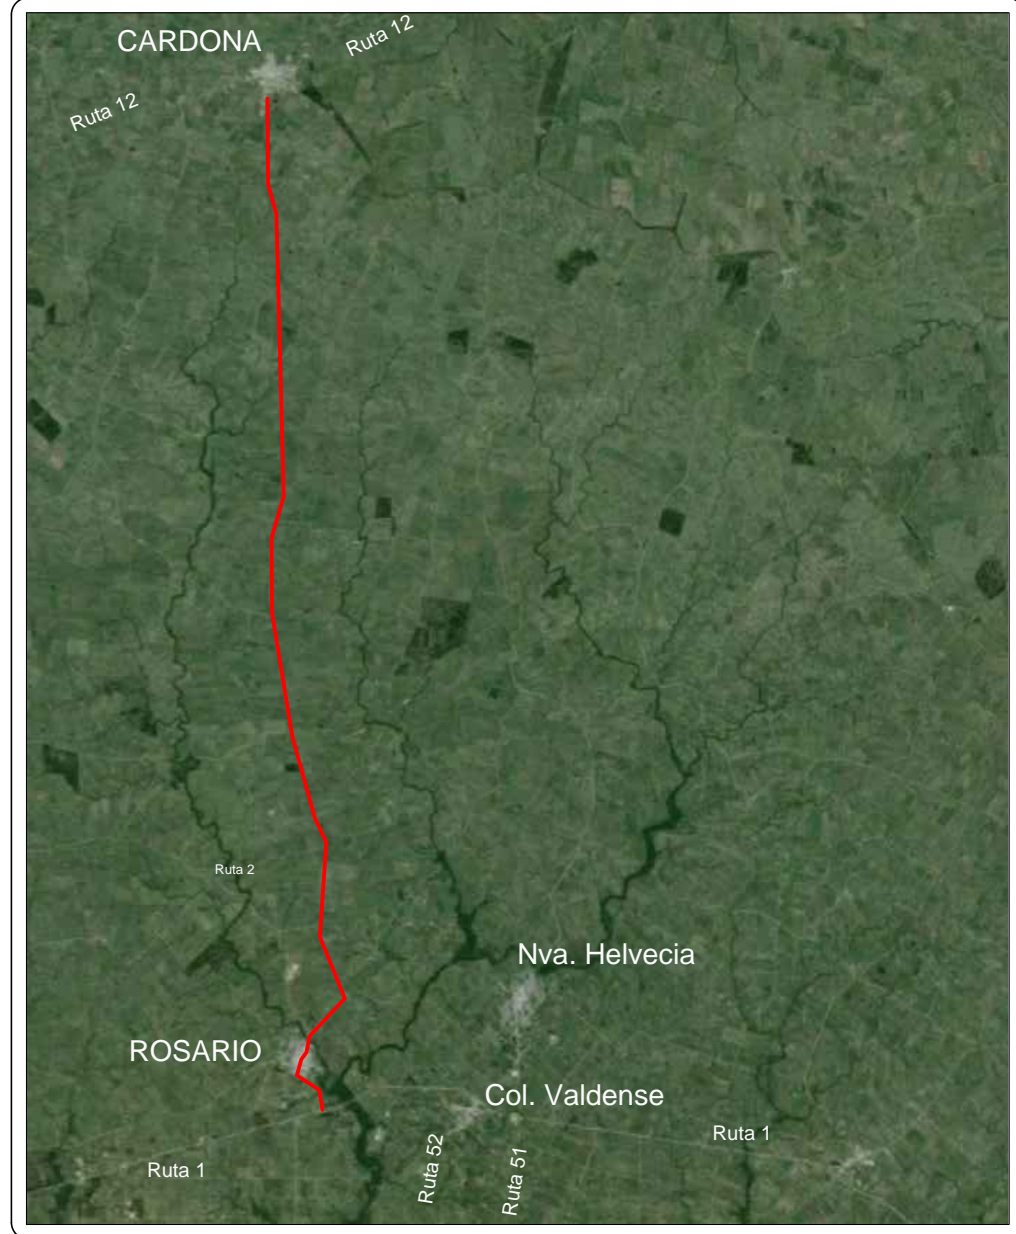 CARDONA
Ruta 12
Ruta 12
Ruta 2
Nva. Helvecia
ROSARIO
Col. Valdense
Ruta 1
Ruta 52
Ruta 51
Ruta 1